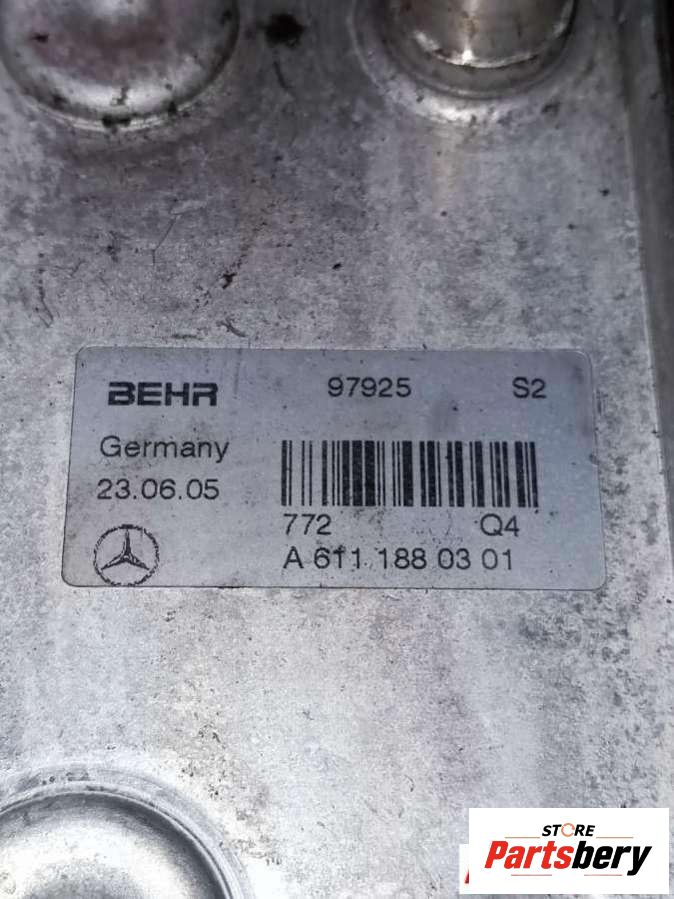 BEHR 97925 S2
Germany
23.06.05
772 Q4
A 611 188 03 01
STORE
Partsbery